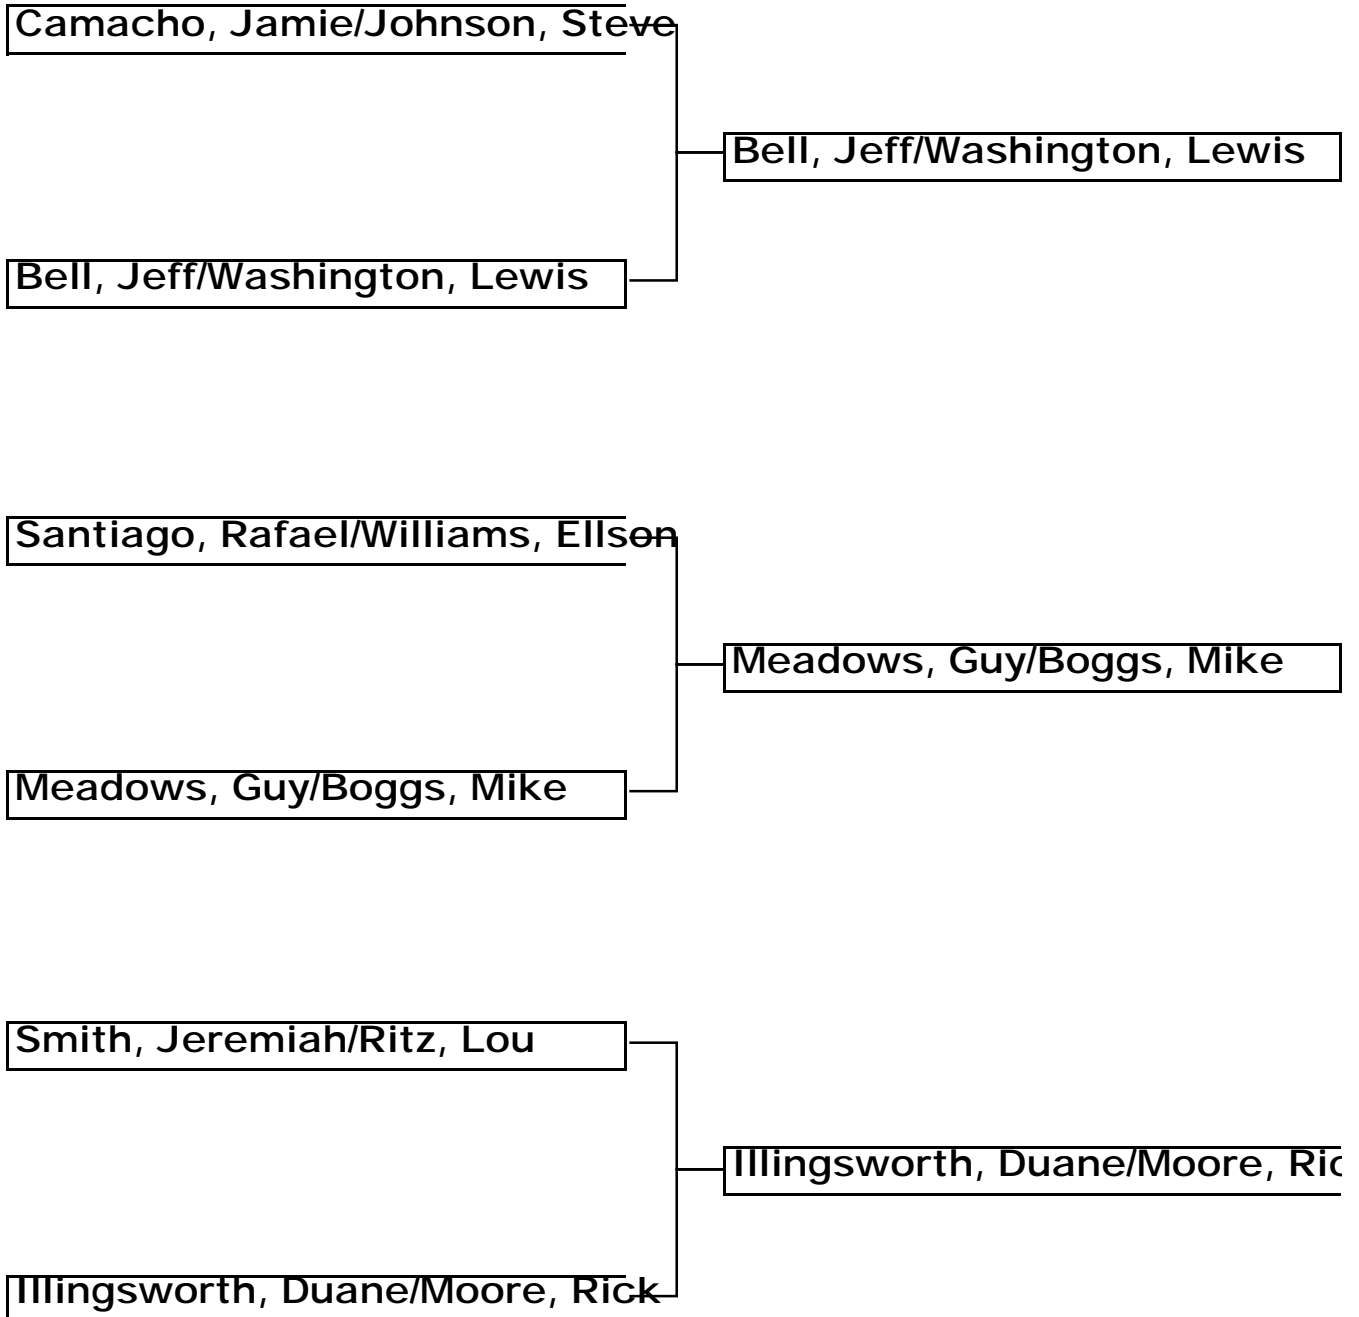 Camacho, Jamie/Johnson, Steve
Bell, Jeff/Washington, Lewis
Bell, Jeff/Washington, Lewis
Santiago, Rafael/Williams, Ellson
Meadows, Guy/Boggs, Mike
Meadows, Guy/Boggs, Mike
Smith, Jeremiah/Ritz, Lou
Illingsworth, Duane/Moore, Ric
Illingsworth, Duane/Moore, Rick